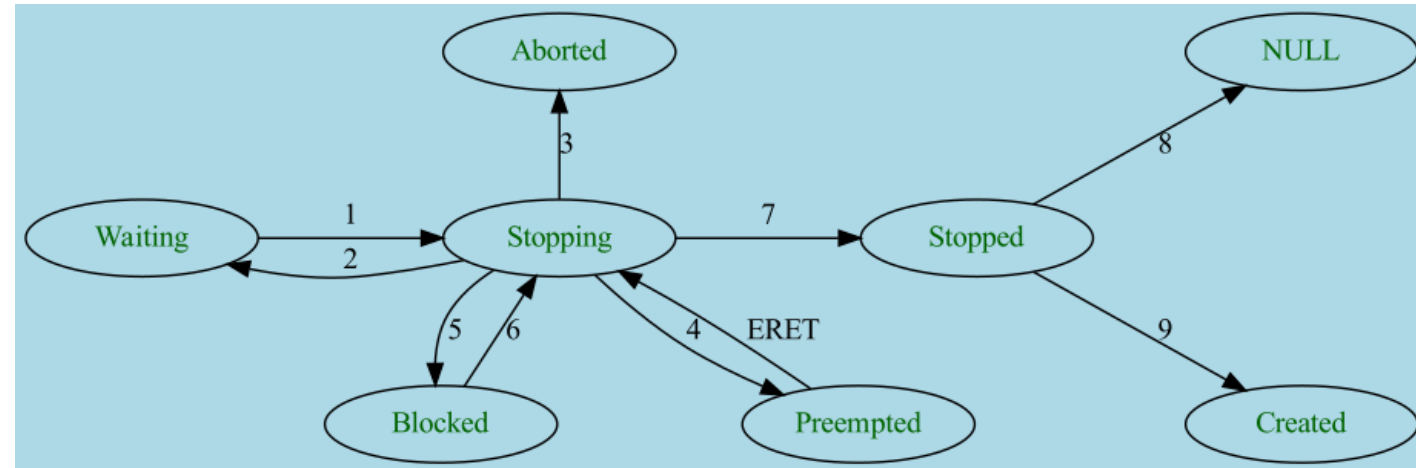 Aborted
NULL
3
8
Waiting
1
2
Stopping
7
Stopped
5
6
4
ERET
9
Blocked
Preempted
Created